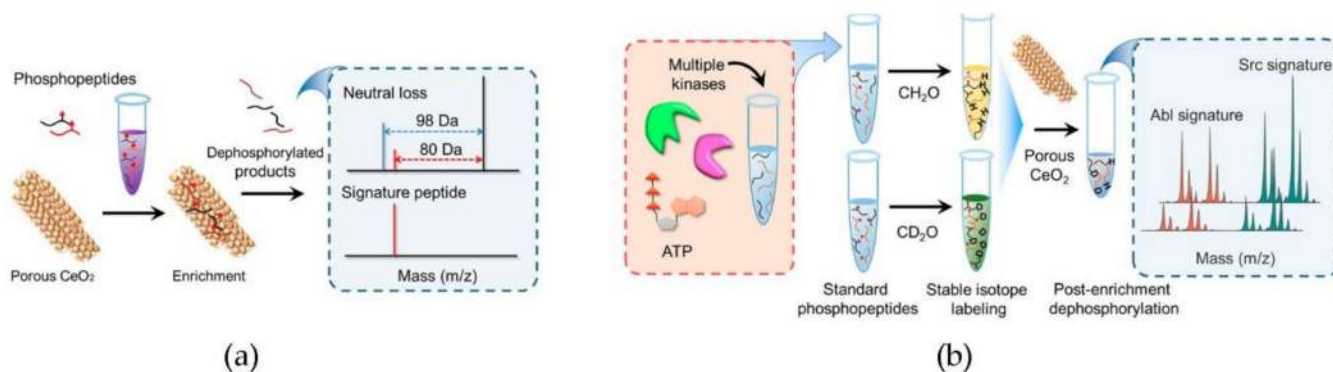 Phosphopeptides
Dephosphorylated
products
Porous CeO₂
Enrichment
Neutral loss
98 Da
80 Da
Signature peptide
Mass (m/z)
(a)
Multiple
kinases
ATP
CH₂O
CD₂O
Standard
phosphopeptides
Stable isotope
labeling
Porous
CeO₂
Post-enrichment
dephosphorylation
Src signature
Abl signature
Mass (m/z)
(b)